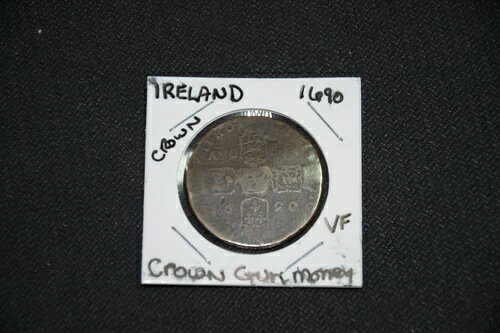 IRELAND 1690
CROWN
VF
CROWN GUN MONEY